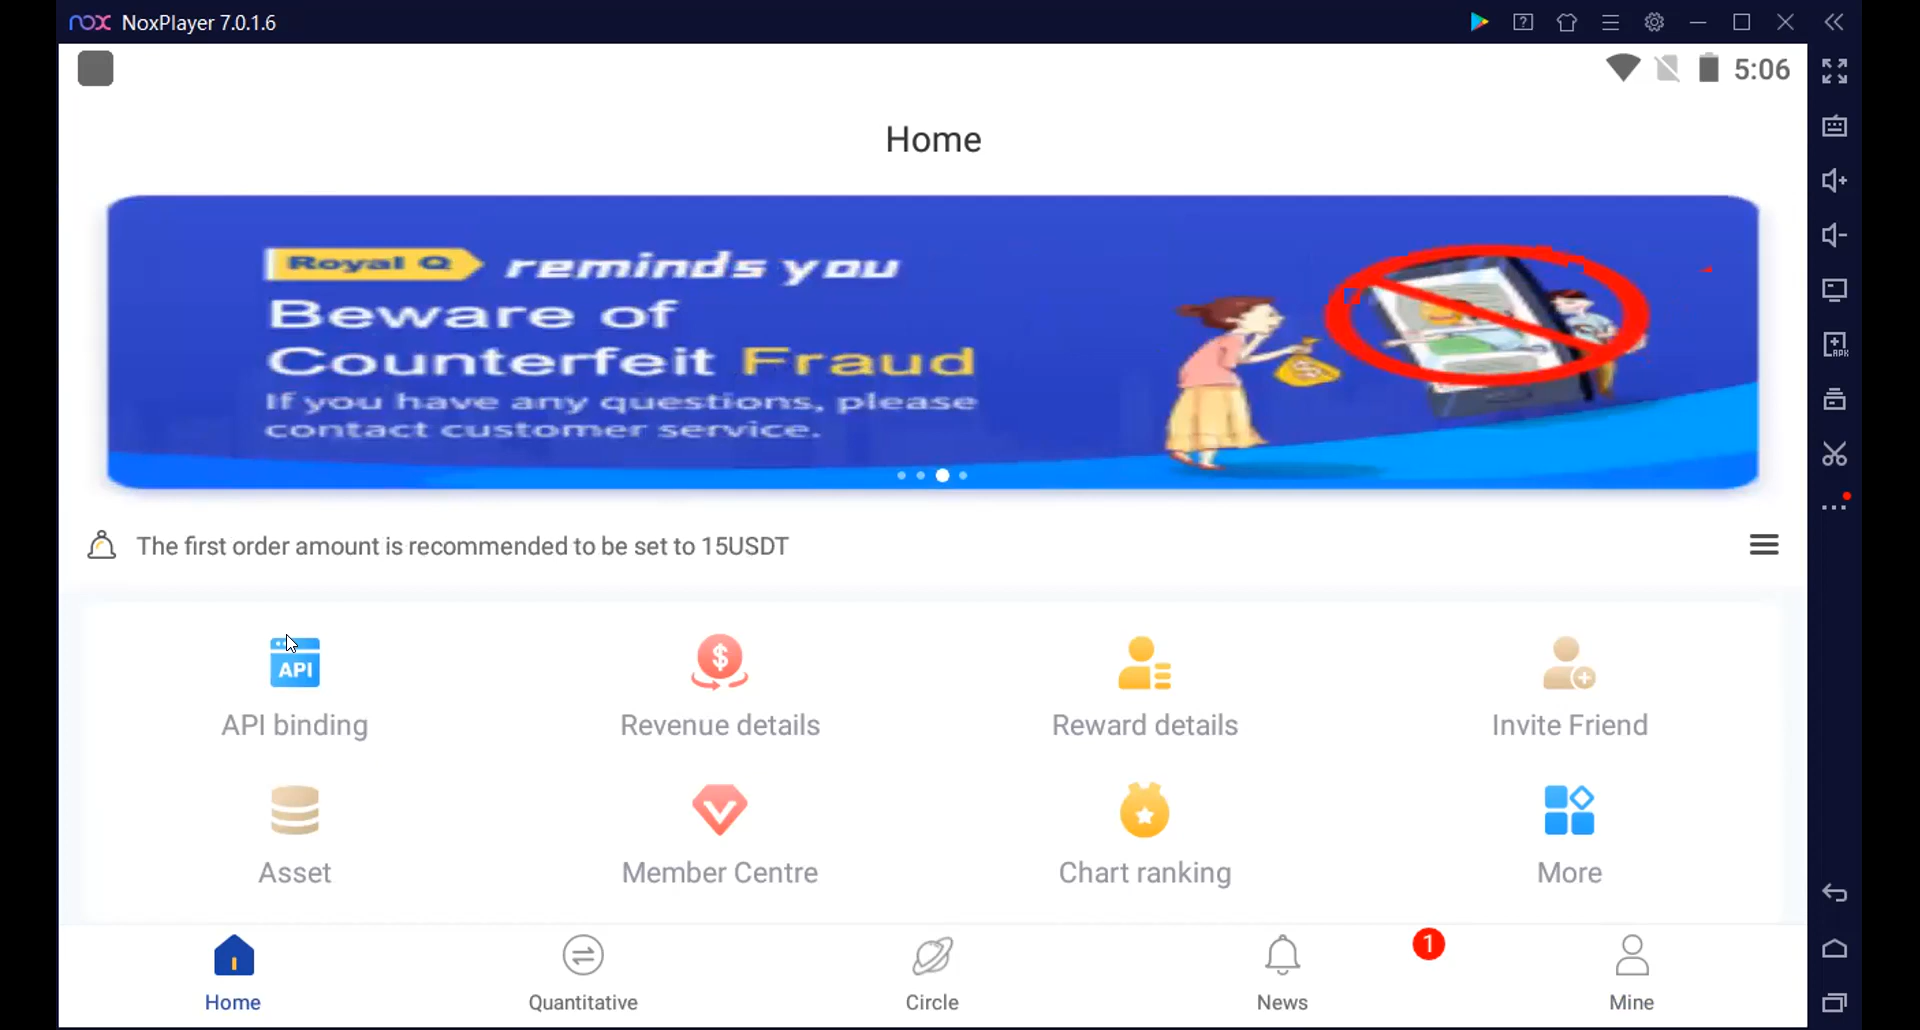 nox NoxPlayer 7.0.1.6
5:06
Home
Royal Q reminds you
Beware of
Counterfeit Fraud
If you have any questions, please
contact customer service.
The first order amount is recommended to be set to 15USDT
API
API binding
$
Revenue details
Reward details
Invite Friend
Asset
Member Centre
Chart ranking
More
Home
Quantitative
Circle
News
1
Mine
APK